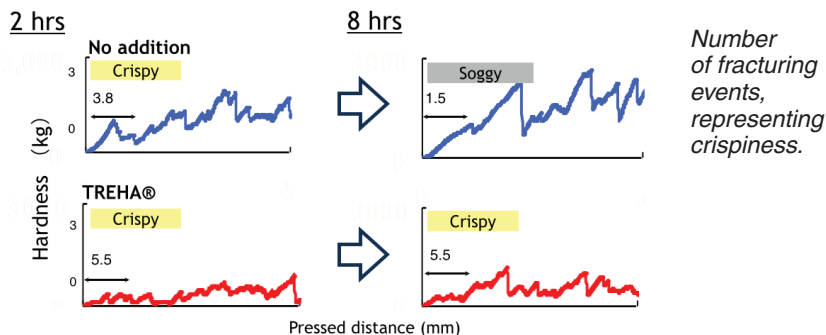 2 hrs
8 hrs
No addition
Crispy
Soggy
3
3.8
1.5
0
Number
of fracturing
events,
representing
crispiness.
Hardness (kg)
TREHA®
Crispy
Crispy
3
5.5
5.5
0
Pressed distance (mm)